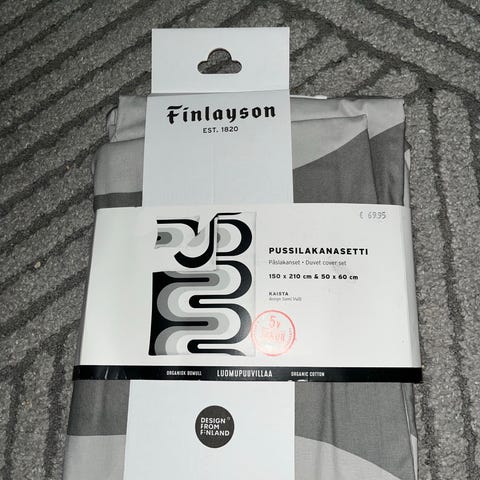 Finlayson
EST. 1820
€ 69.95
PUSSILAKANASETTI
Påslakanset • Duvet cover set
150 x 210 cm & 50 x 60 cm
KAISTA
5v
ORGANISK BOMULL LUOMUPUUVILLAA ORGANIC COTTON
DESIGN
FROM
FINLAND